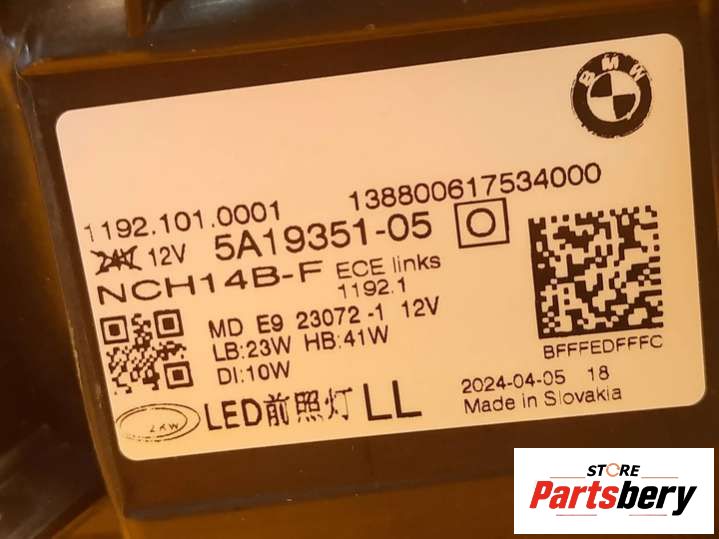 BMW
138800617534000
1192.101.0001
24V 12V 5A19351-05 O
NCH14B-F ECE links
1192.1
MD E9 23072-1 12V
LB:23W HB:41W
DI:10W
BFFFEDFFFC
2024-04-05 18
Made in Slovakia
ZKW LED前照灯 LL
STORE
Partsbery